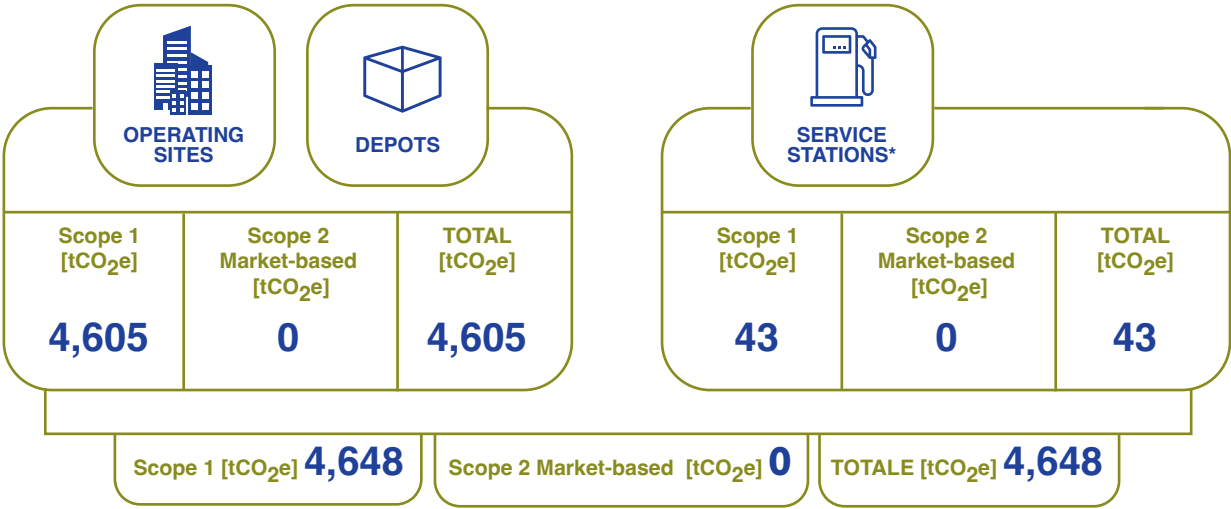 OPERATING
SITES
DEPOTS
Scope 1
[tCO2e]
4,605
Scope 2
Market-based
[tCO2e]
0
TOTAL
[tCO2e]
4,605
SERVICE
STATIONS*
Scope 1
[tCO2e]
43
Scope 2
Market-based
[tCO2e]
0
TOTAL
[tCO2e]
43
Scope 1 [tCO2e] 4,648
Scope 2 Market-based [tCO2e] 0
TOTALE [tCO2e] 4,648